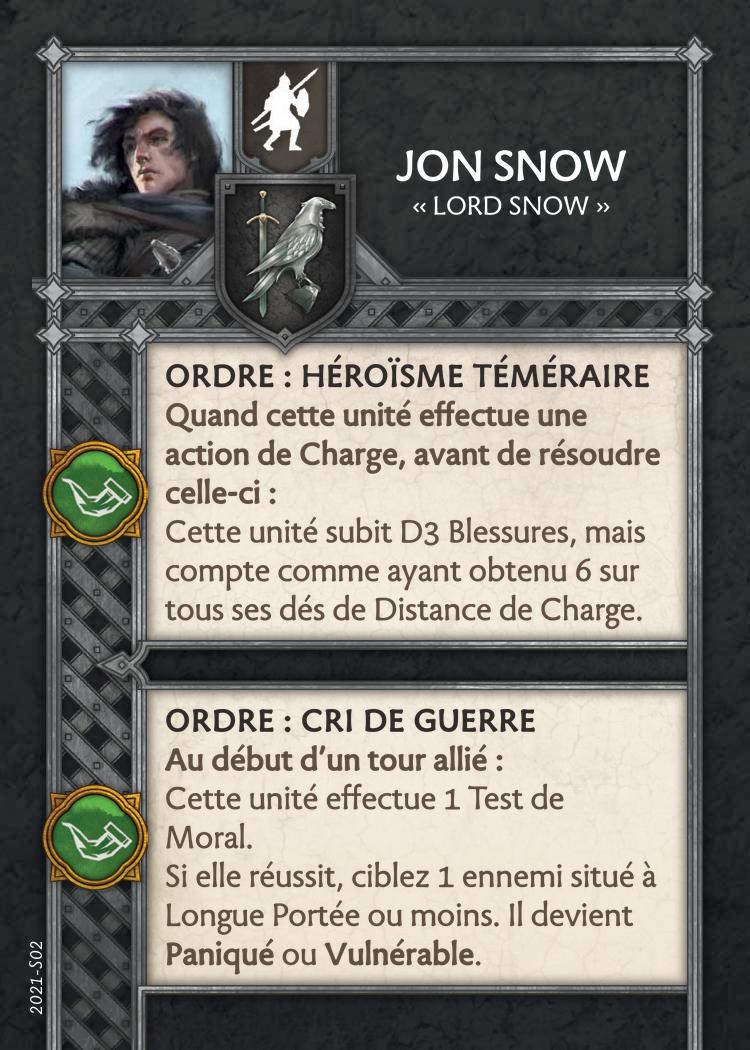 JON SNOW
« LORD SNOW »
ORDRE : HÉROÏSME TÉMÉRAIRE
Quand cette unité effectue une
action de Charge, avant de résoudre
celle-ci :
Cette unité subit D3 Blessures, mais
compte comme ayant obtenu 6 sur
tous ses dés de Distance de Charge.
ORDRE : CRI DE GUERRE
Au début d’un tour allié :
Cette unité effectue 1 Test de
Moral.
Si elle réussit, ciblez 1 ennemi situé à
Longue Portée ou moins. Il devient
Paniqué ou Vulnérable.
2021-S02